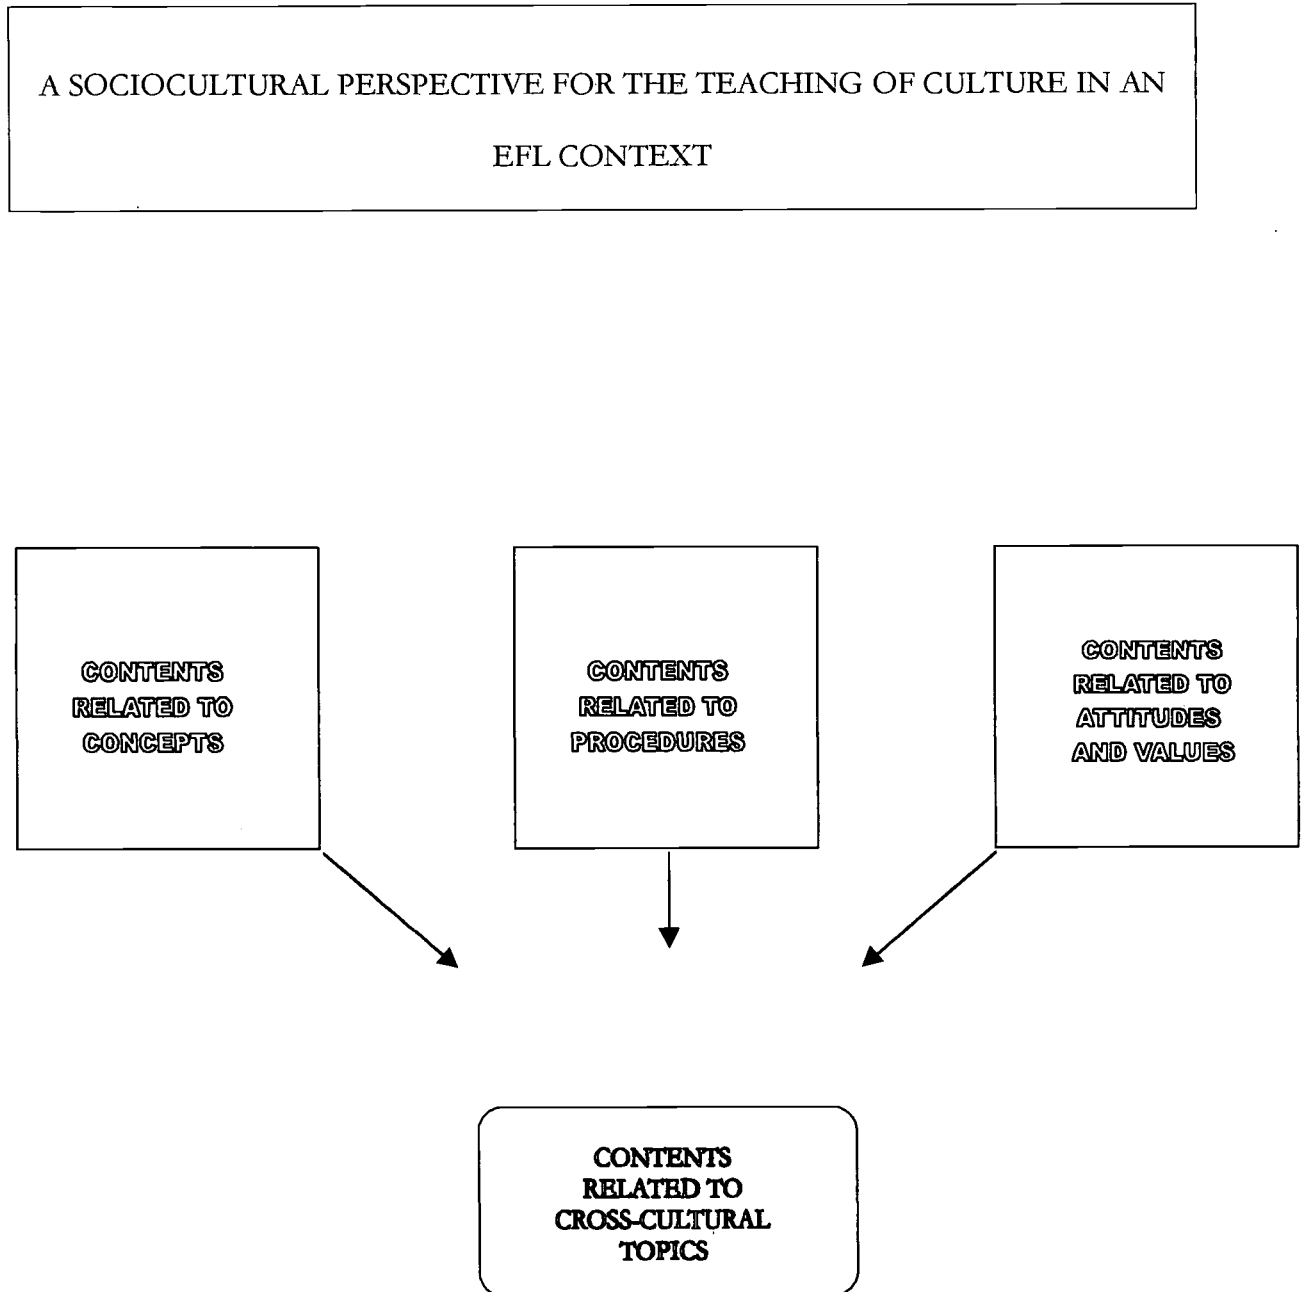 A SOCIOCULTURAL PERSPECTIVE FOR THE TEACHING OF CULTURE IN AN
EFL CONTEXT
CONTENTS
RELATED TO
CONCEPTS
CONTENTS
RELATED TO
PROCEDURES
CONTENTS
RELATED TO
ATTITUDES
AND VALUES
CONTENTS
RELATED TO
CROSS-CULTURAL
TOPICS